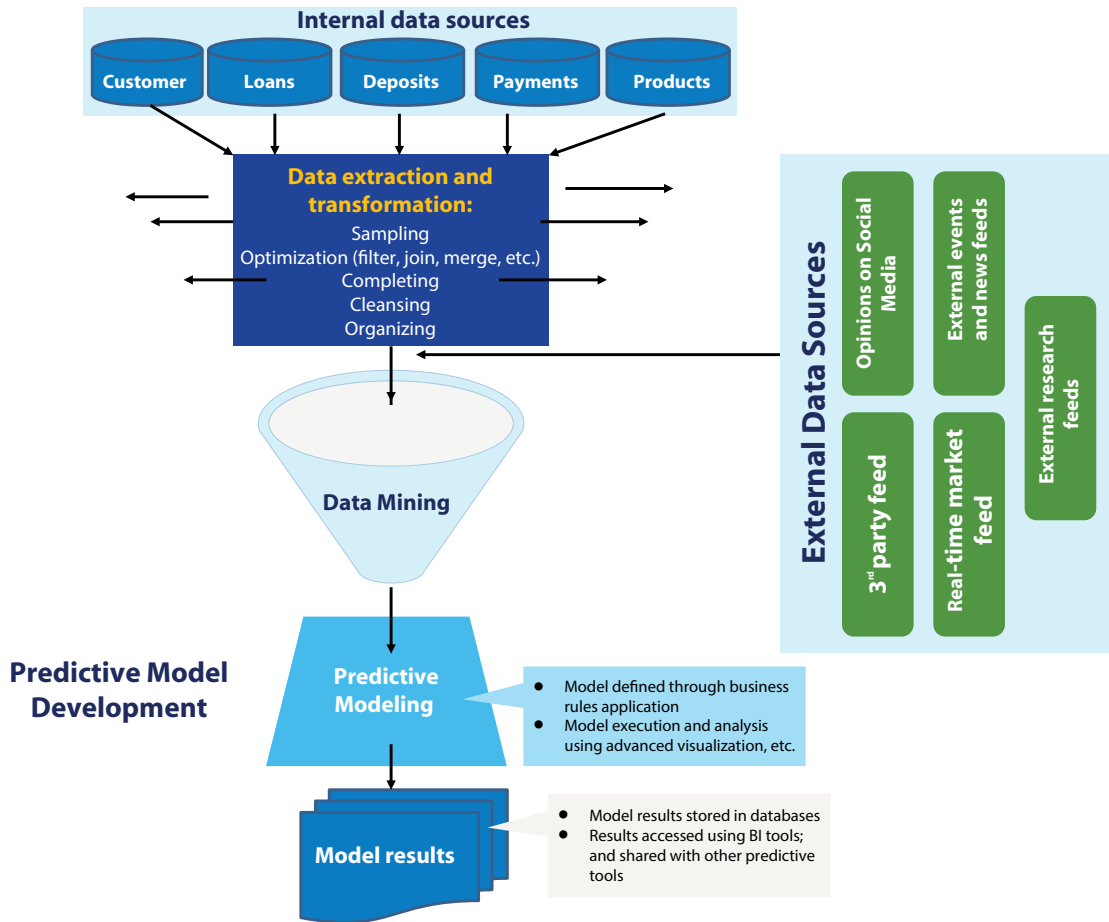 Internal data sources
Customer
Loans
Deposits
Payments
Products
Data extraction and
transformation:
Sampling
Optimization (filter, join, merge, etc.)
Completing
Cleansing
Organizing
External Data Sources
Opinions on Social
Media
External events
and news feeds
External research
feeds
3rd party feed
Real-time market
feed
Data Mining
Predictive Model
Development
Predictive
Modeling
● Model defined through business
rules application
● Model execution and analysis
using advanced visualization, etc.
Model results
● Model results stored in databases
● Results accessed using BI tools;
and shared with other predictive
tools